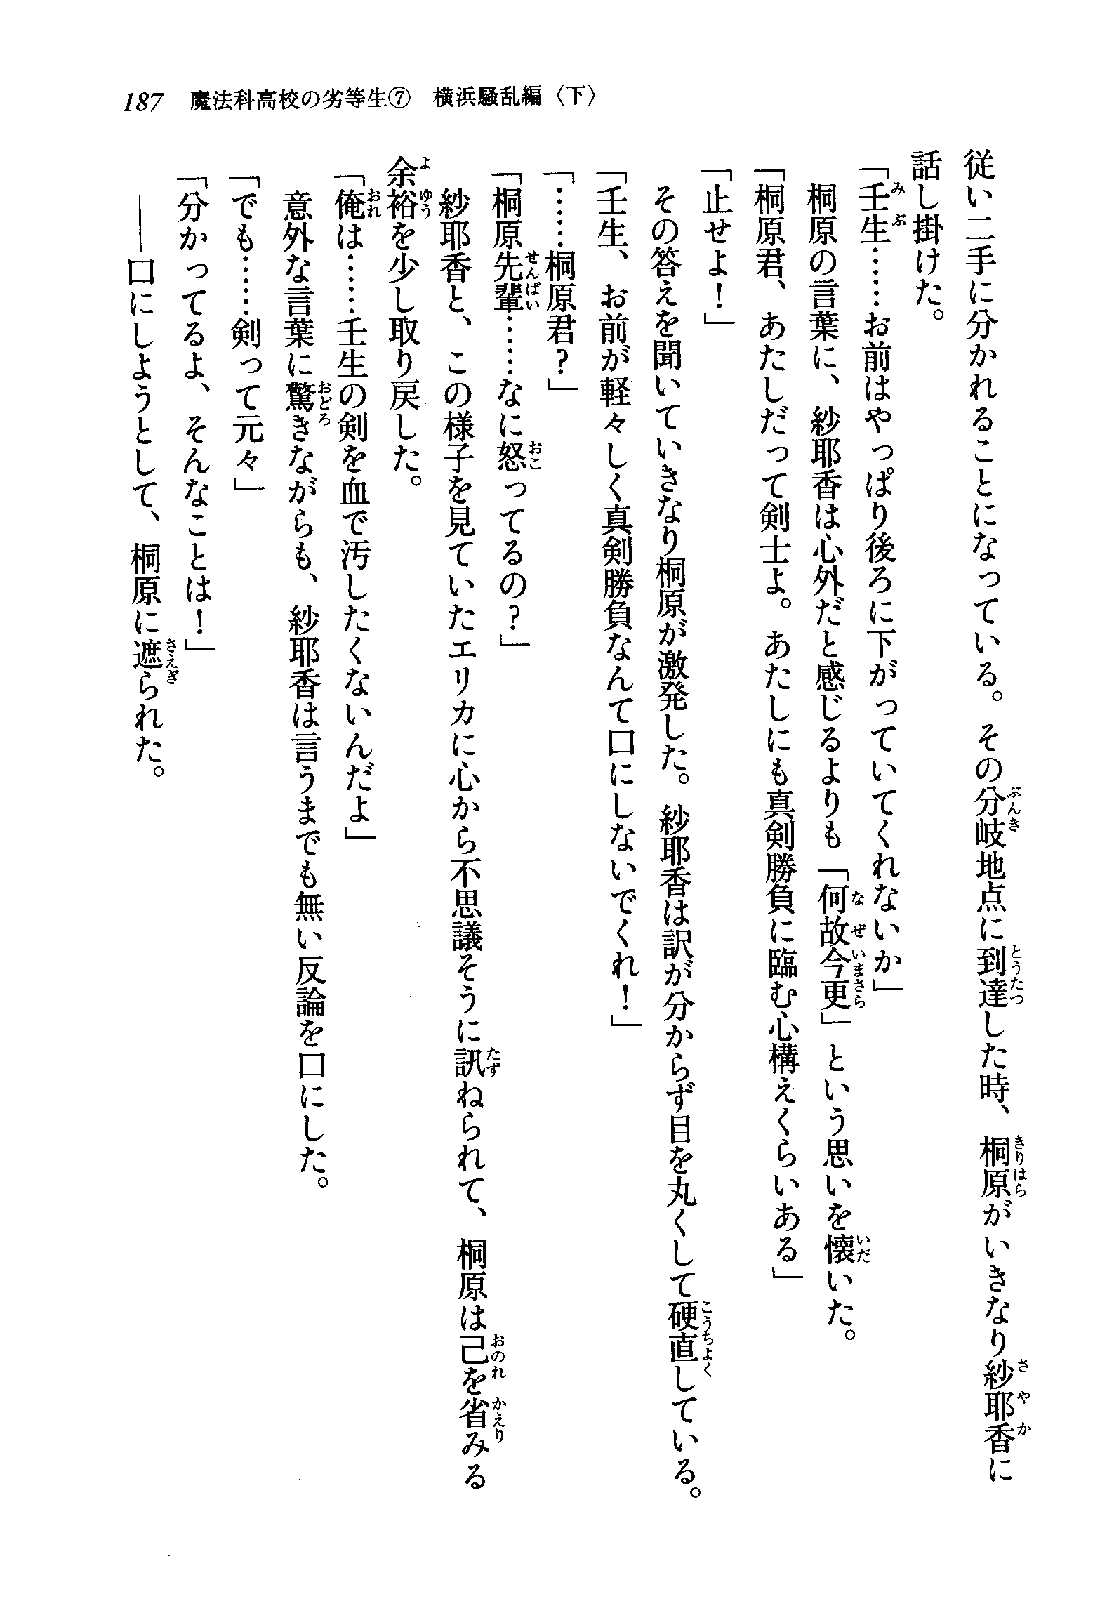 187　魔法科高校の劣等生⑦　横浜騒乱編〈下〉
従い二手に分かれることになっている。その分岐地点に到達した時、桐原がいきなり紗耶香に
話し掛けた。
「壬生……お前はやっぱり後ろに下がっていてくれないか」
　桐原の言葉に、紗耶香は心外だと感じるよりも「何故今更」という思いを懐いた。
「桐原君、あたしだって剣士よ。あたしにも真剣勝負に臨む心構えくらいある」
「止せよ！」
　その答えを聞いていきなり桐原が激発した。紗耶香は訳が分からず目を丸くして硬直している。
「壬生、お前が軽々しく真剣勝負なんて口にしないでくれ！」
「……桐原君？」
「桐原先輩……なに怒ってるの？」
　紗耶香と、この様子を見ていたエリカに心から不思議そうに訊ねられて、桐原は己を省みる
余裕を少し取り戻した。
「俺は……壬生の剣を血で汚したくないんだよ」
　意外な言葉に驚きながらも、紗耶香は言うまでも無い反論を口にした。
「でも……剣って元々」
「分かってるよ、そんなことは！」
　――口にしようとして、桐原に遮られた。